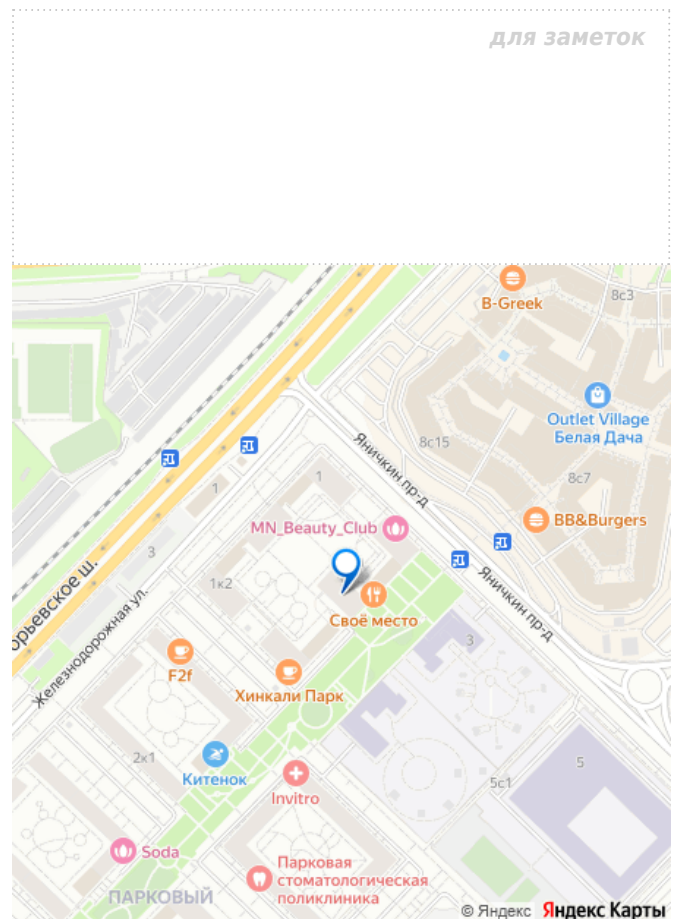 для заметок
8с3
B-Greek
Outlet Village
Белая Дача
8с15
Яничкин пр-д
8с7
1
1
MN_Beauty_Club
BB&Burgers
3
орьевское ш.
1к2
Яничкин пр-д
Железнодорожная ул.
Своё место
3
F2f
Хинкали Парк
2к1
Китенок
5
Invitro
5с1
Soda
Парковая
стоматологическая
поликлиника
ПАРКОВЫЙ
© Яндекс Яндекс Карты